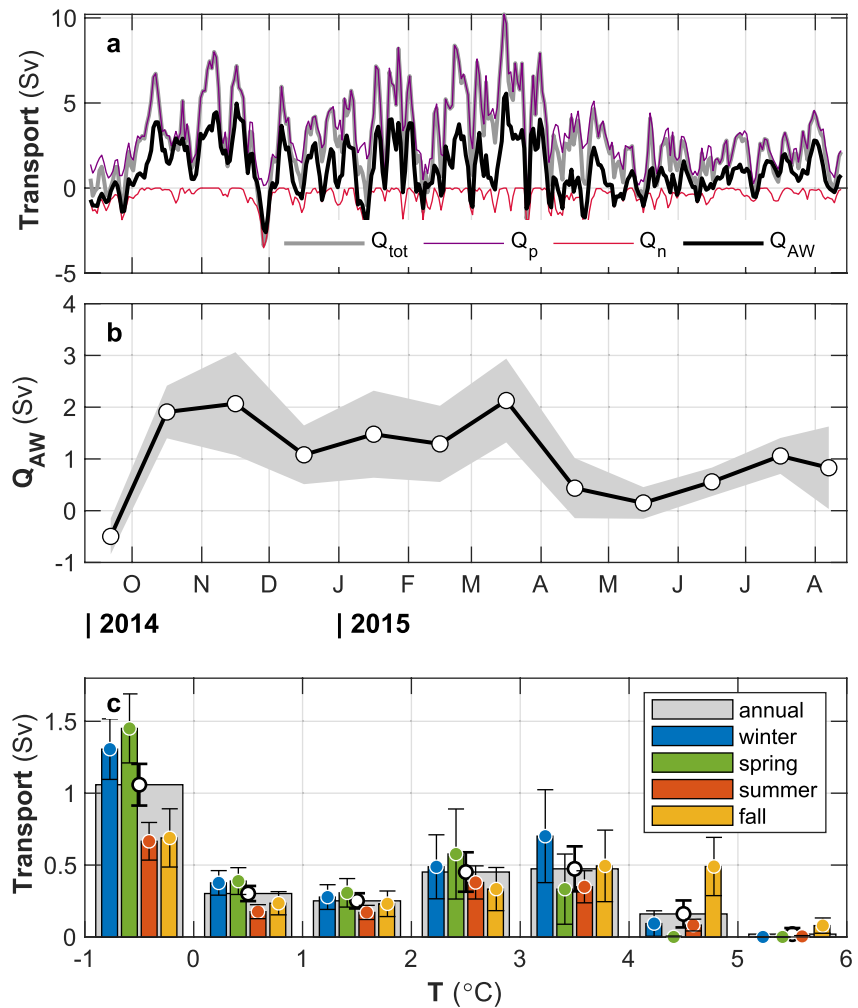 a
Transport (Sv)
10
5
0
-5
Q_tot Q_p Q_n Q_AW
b
Q_AW (Sv)
4
3
2
1
0
-1
O N D J F M A M J J A
| 2014 | 2015
c
Transport (Sv)
1.5
1
0.5
0
annual
winter
spring
summer
fall
-1 0 1 2 3 4 5 6
T (°C)